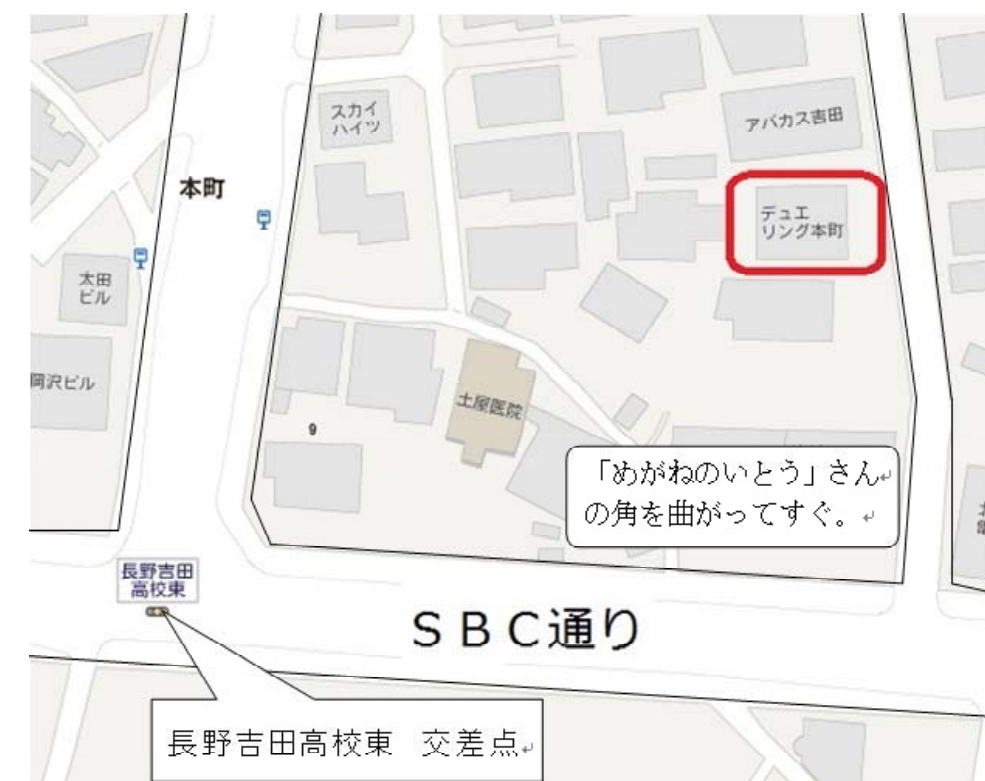 スカイ
ハイツ
アバカス吉田
本町
デュエ
リング本町
太田
ビル
岡沢ビル
土屋医院
9
「めがねのいとう」さん↵
の角を曲がってすぐ。↵
長野吉田
高校東
ＳＢＣ通り
長野吉田高校東　交差点↵